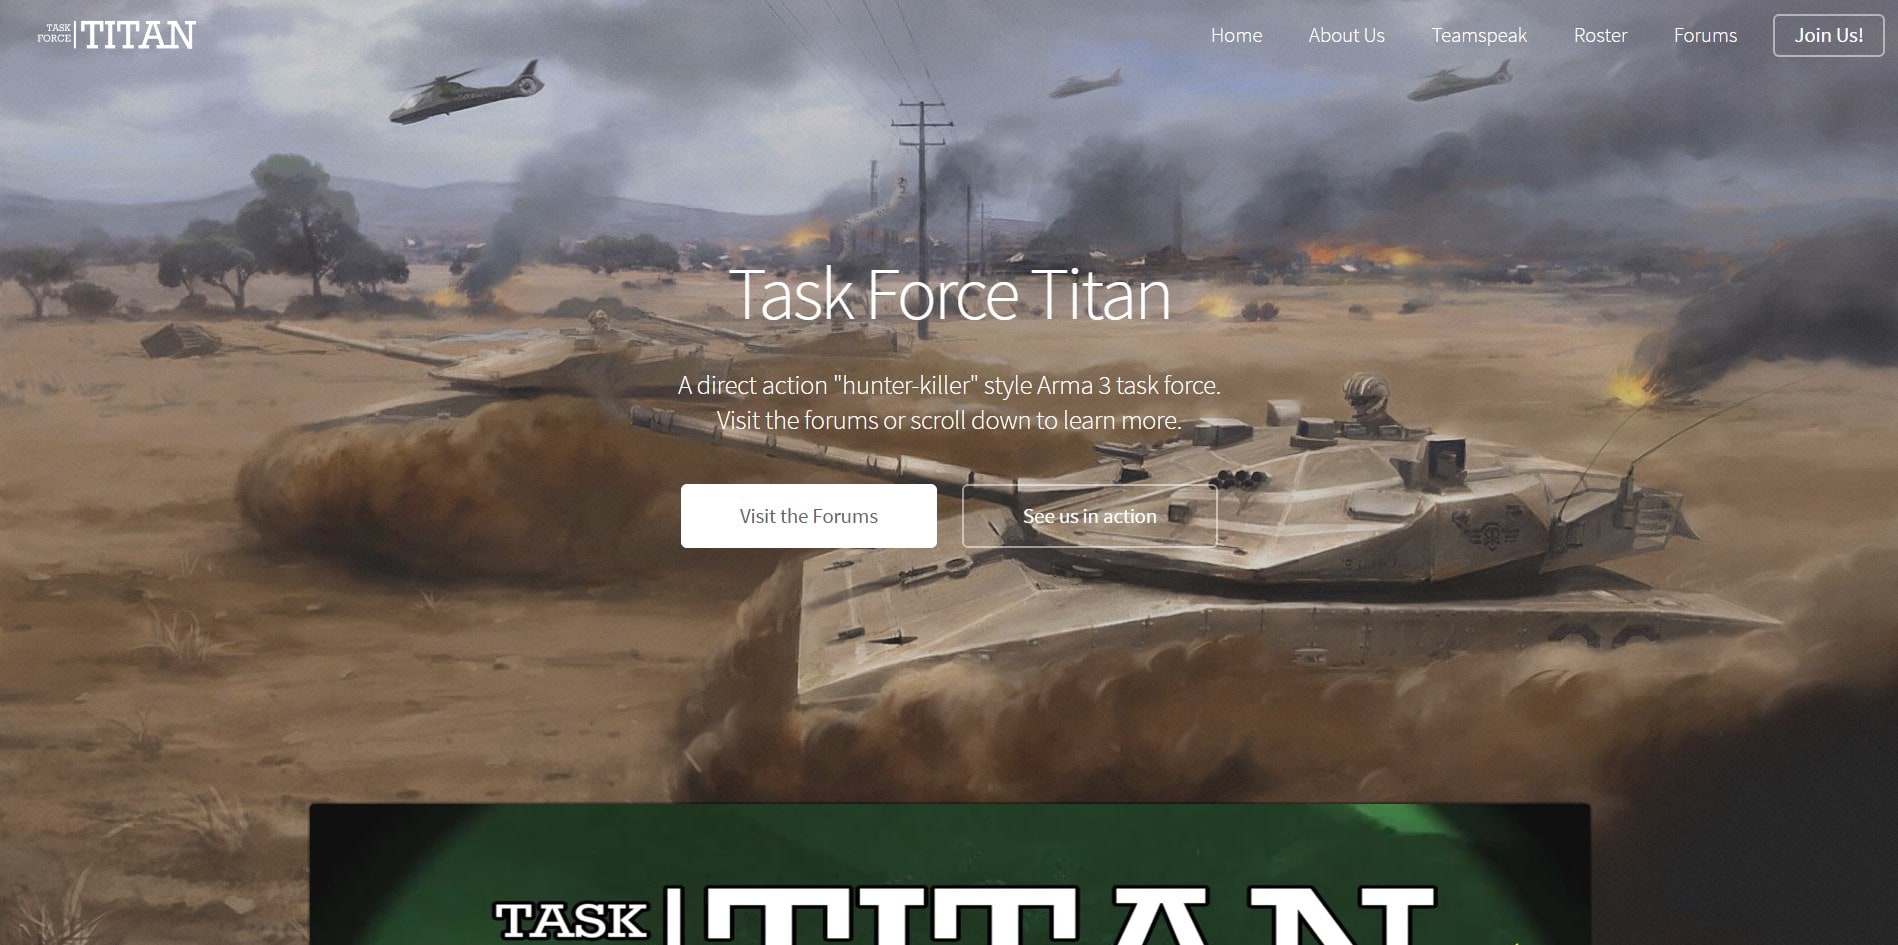 TASK
FORCE
TITAN
Home
About Us
Teamspeak
Roster
Forums
Join Us!
Task Force Titan
A direct action "hunter-killer" style Arma 3 task force.
Visit the forums or scroll down to learn more.
Visit the Forums
See us in action
TASK
TITAN